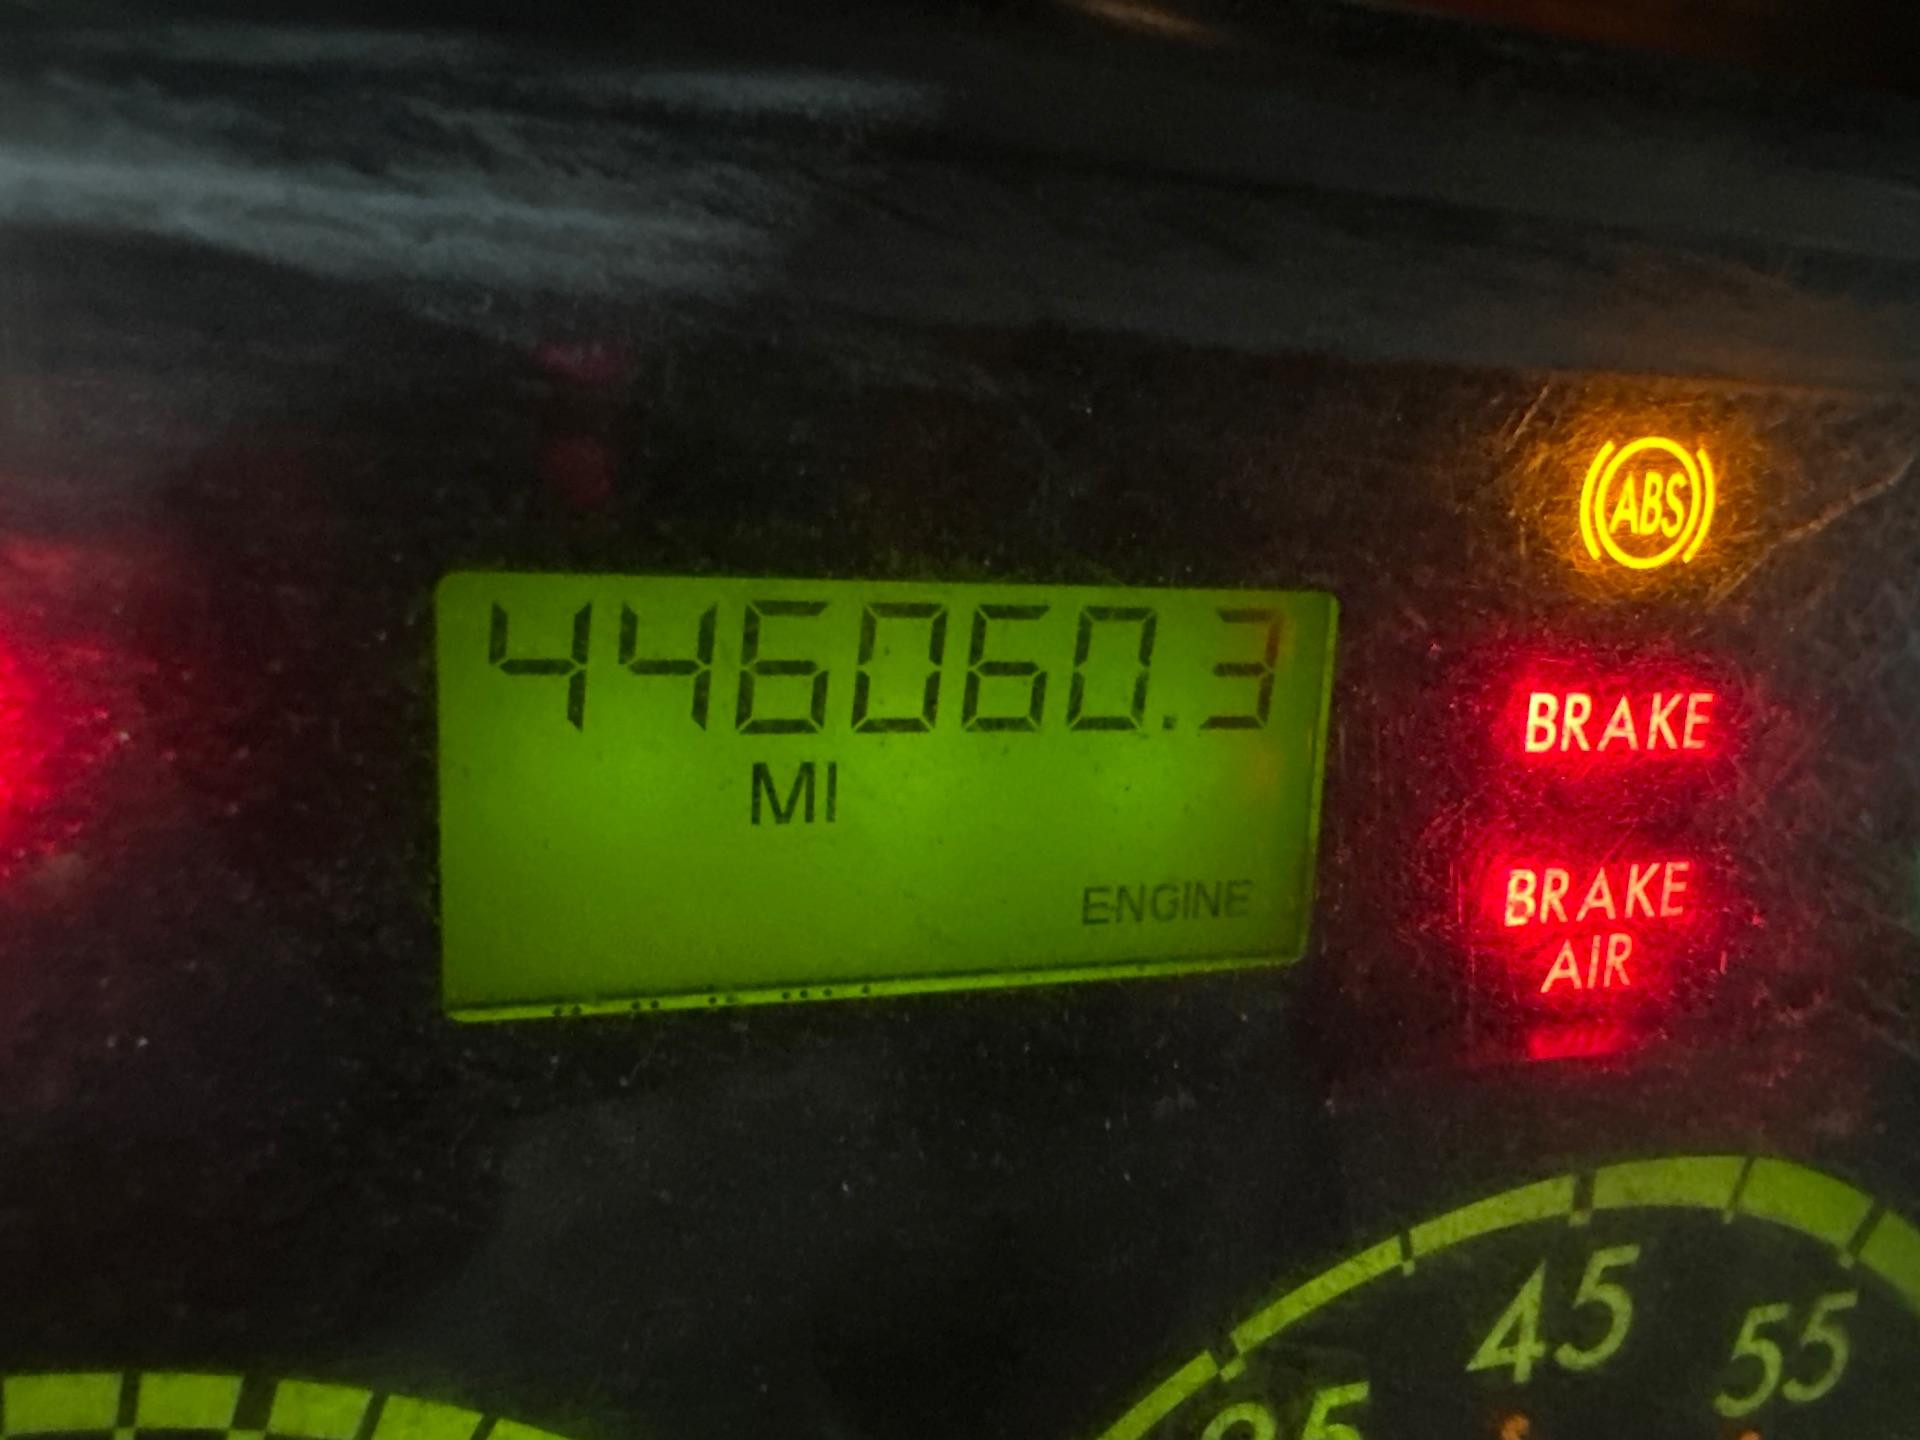 ABS
446060.3
MI
BRAKE
ENGINE
BRAKE
AIR
45
55